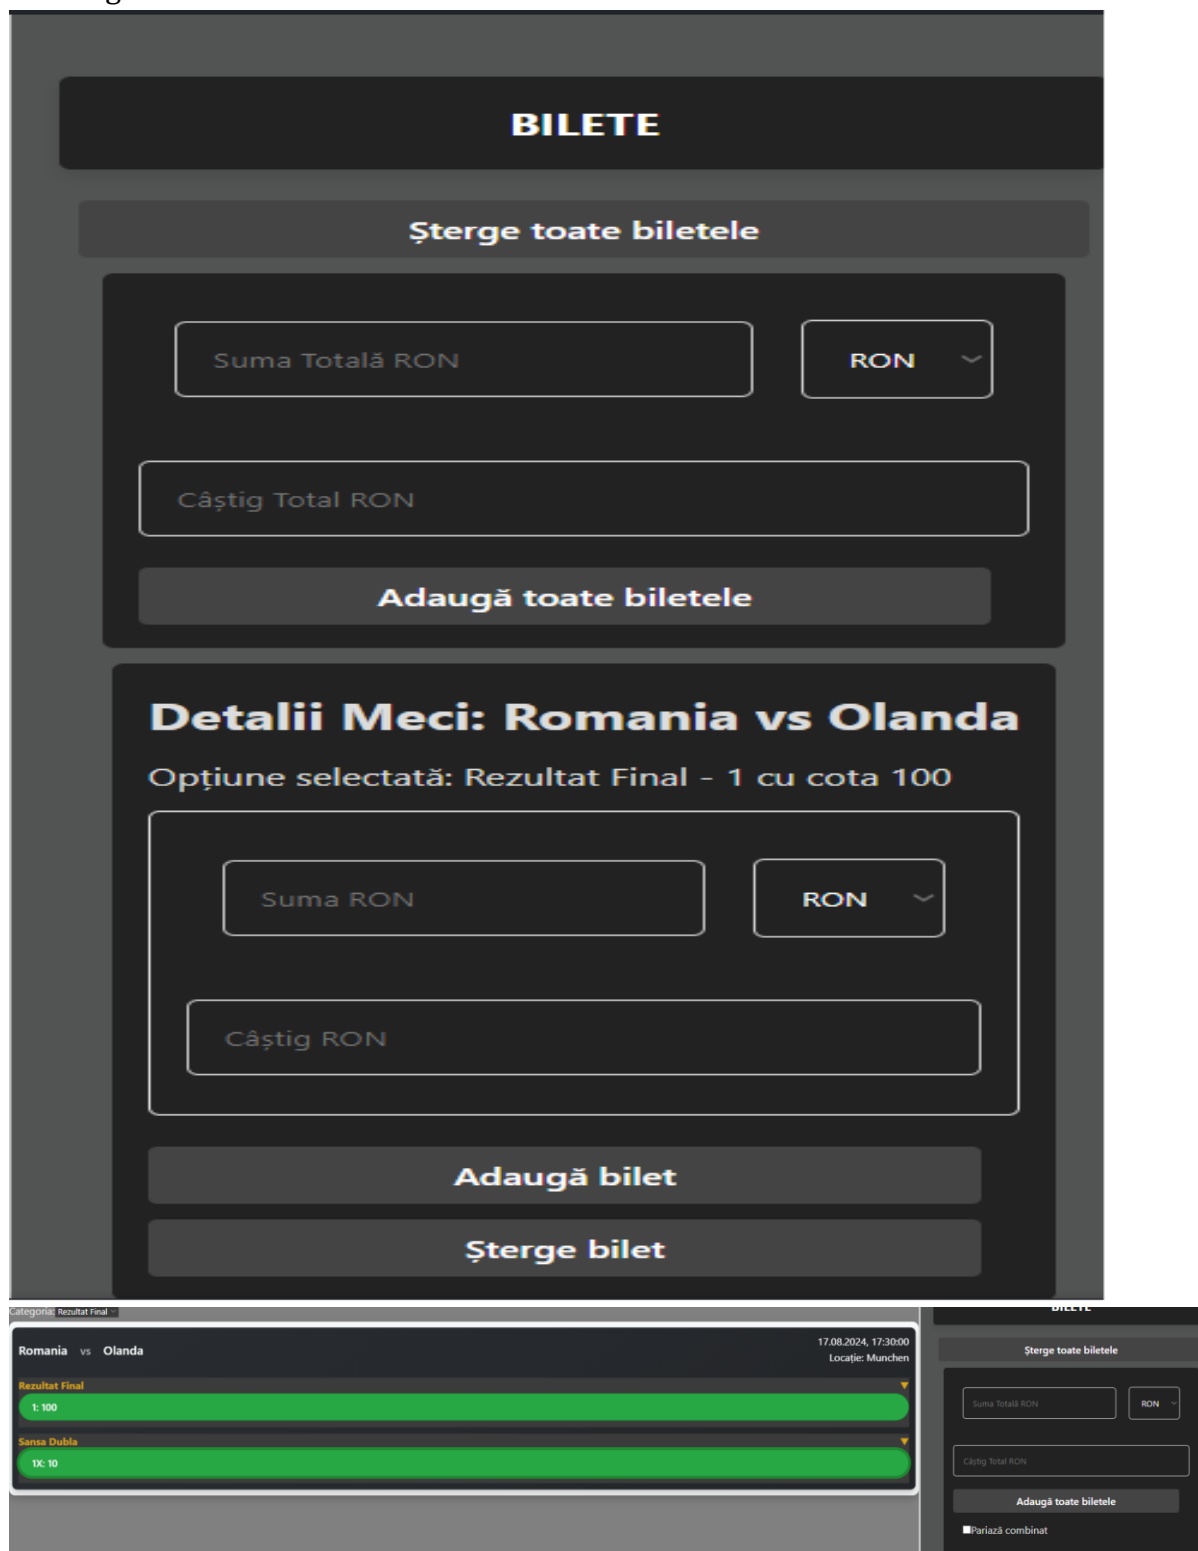 BILETE
Șterge toate biletele
Suma Totală RON
RON
Câștig Total RON
Adaugă toate biletele
Detalii Meci: Romania vs Olanda
Opțiune selectată: Rezultat Final - 1 cu cota 100
Suma RON
RON
Câștig RON
Adaugă bilet
Șterge bilet
Categoria: Rezultat Final
Romania vs Olanda
17.08.2024, 17:30:00
Locație: Munchen
Rezultat Final
1: 100
Sansa Dubla
1X: 10
BILETE
Șterge toate biletele
Suma Totală RON
RON
Câștig Total RON
Adaugă toate biletele
Pariază combinat